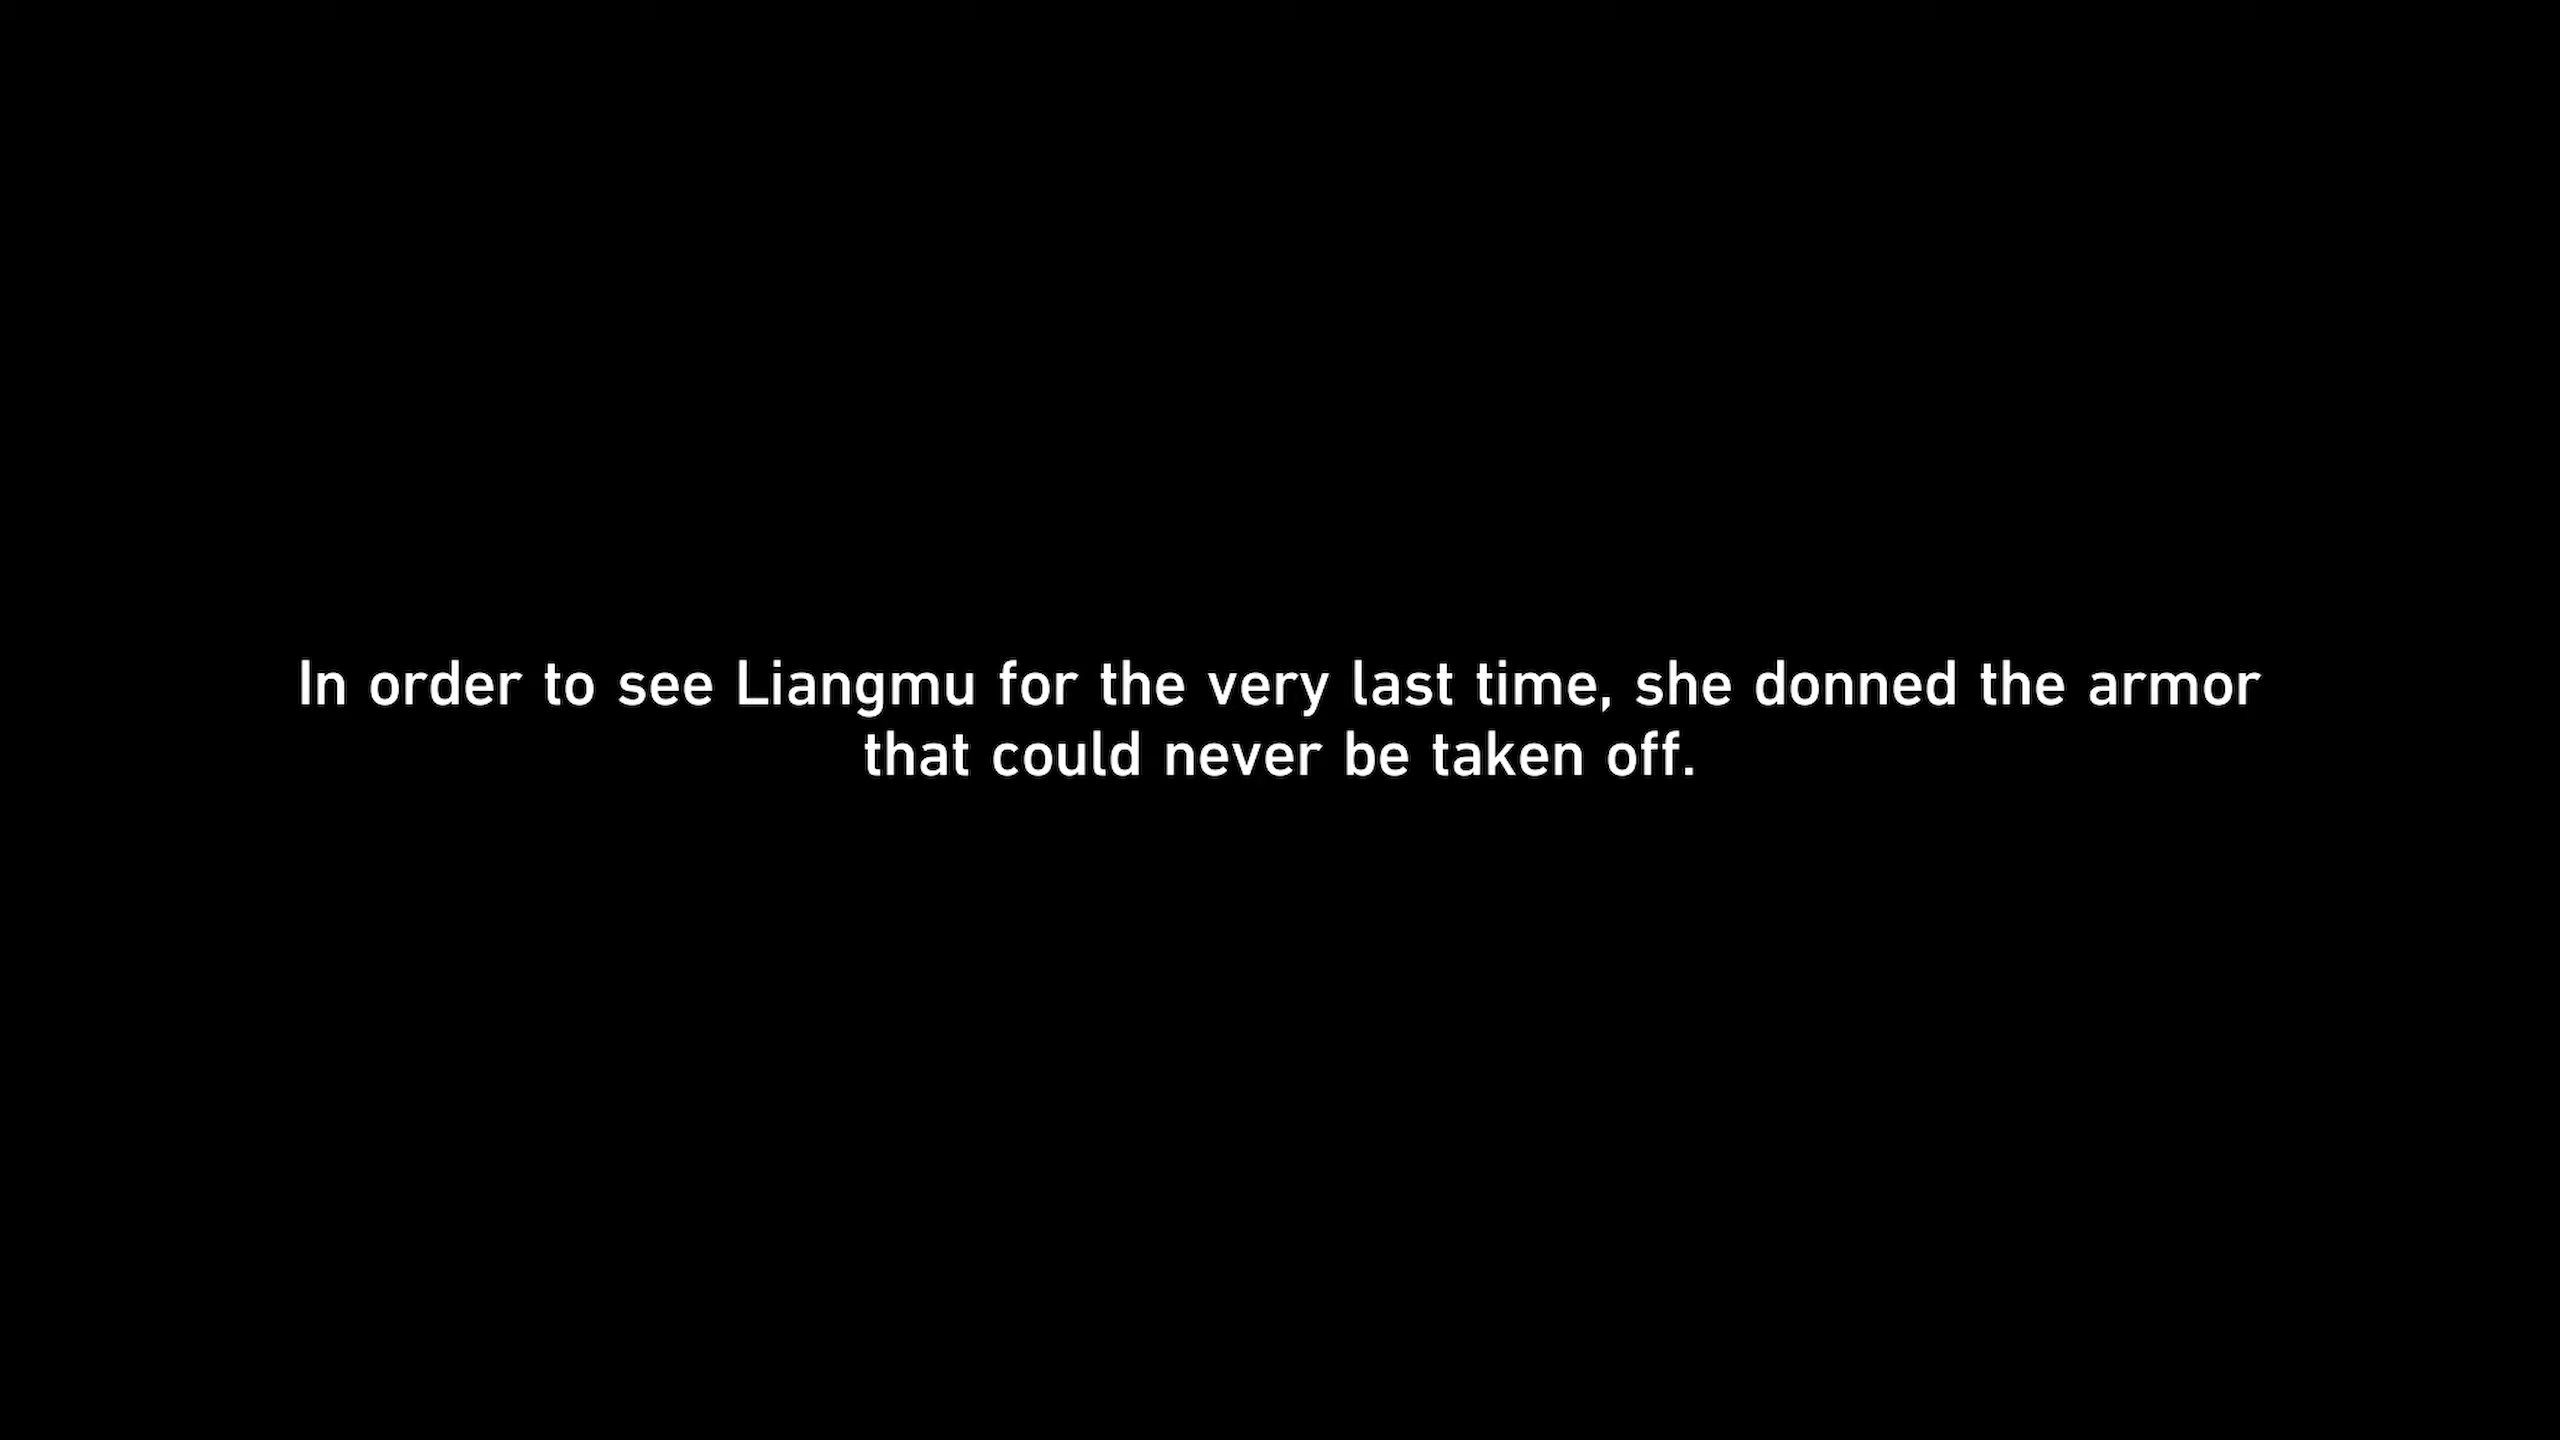 In order to see Liangmu for the very last time, she donned the armor
that could never be taken off.